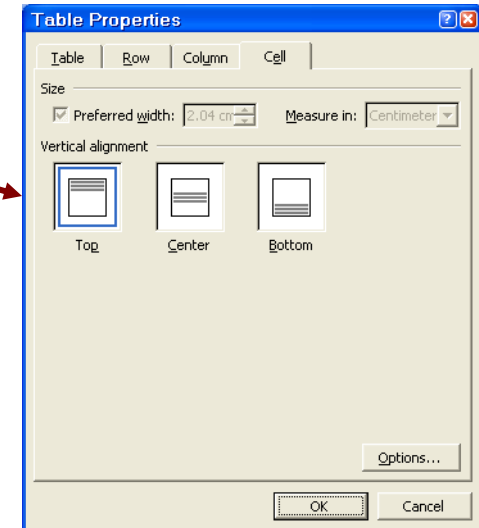 Table Properties
Table Row Column Cell
Size
Preferred width: 2.04 cm Measure in: Centimeter
Vertical alignment
Top Center Bottom
Options...
OK Cancel